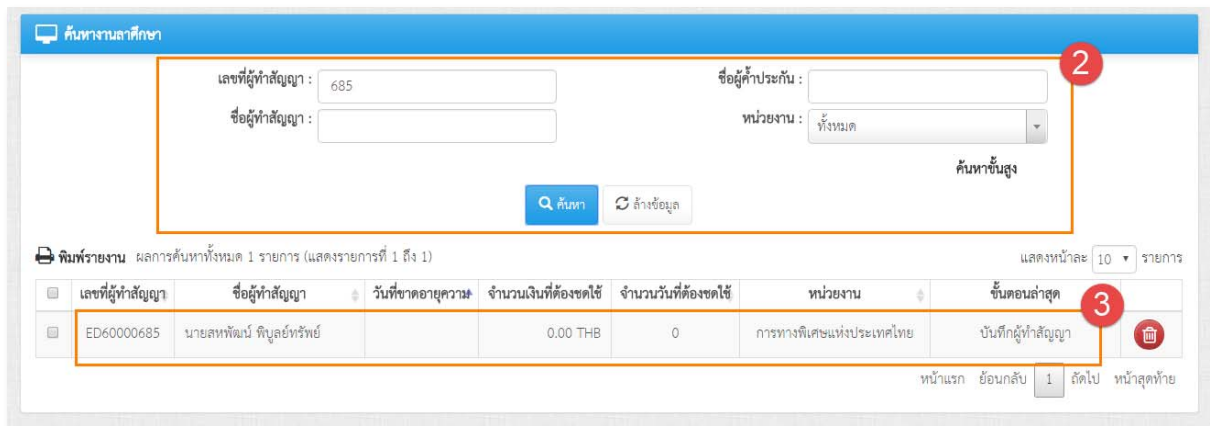 ค้นหางานลาศึกษา
เลขที่ผู้ทำสัญญา : 685 ชื่อผู้ค้ำประกัน :
2
ชื่อผู้ทำสัญญา : หน่วยงาน : ทั้งหมด
ค้นหาขั้นสูง
ค้นหา ล้างข้อมูล
พิมพ์รายงาน ผลการค้นหาทั้งหมด 1 รายการ (แสดงรายการที่ 1 ถึง 1) แสดงหน้าละ 10 รายการ
เลขที่ผู้ทำสัญญา ชื่อผู้ทำสัญญา วันที่ขาดอายุความ จำนวนเงินที่ต้องชดใช้ จำนวนวันที่ต้องชดใช้ หน่วยงาน ขั้นตอนล่าสุด
3
ED60000685 นายสหพัฒน์ พิบูลย์ทรัพย์ 0.00 THB 0 การทางพิเศษแห่งประเทศไทย บันทึกผู้ทำสัญญา
หน้าแรก ย้อนกลับ 1 ถัดไป หน้าสุดท้าย